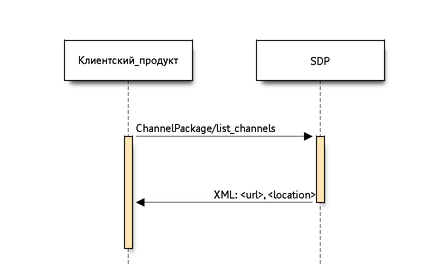 Клиентский_продукт
SDP
ChannelPackage/list_channels
XML: <url>, <location>